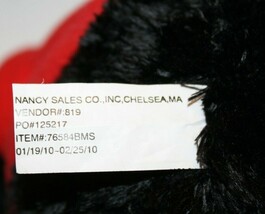 NANCY SALES CO.,INC,CHELSEA,MA
VENDOR#:819
PO#125217
ITEM#:76584BMS
01/19/10-02/25/10